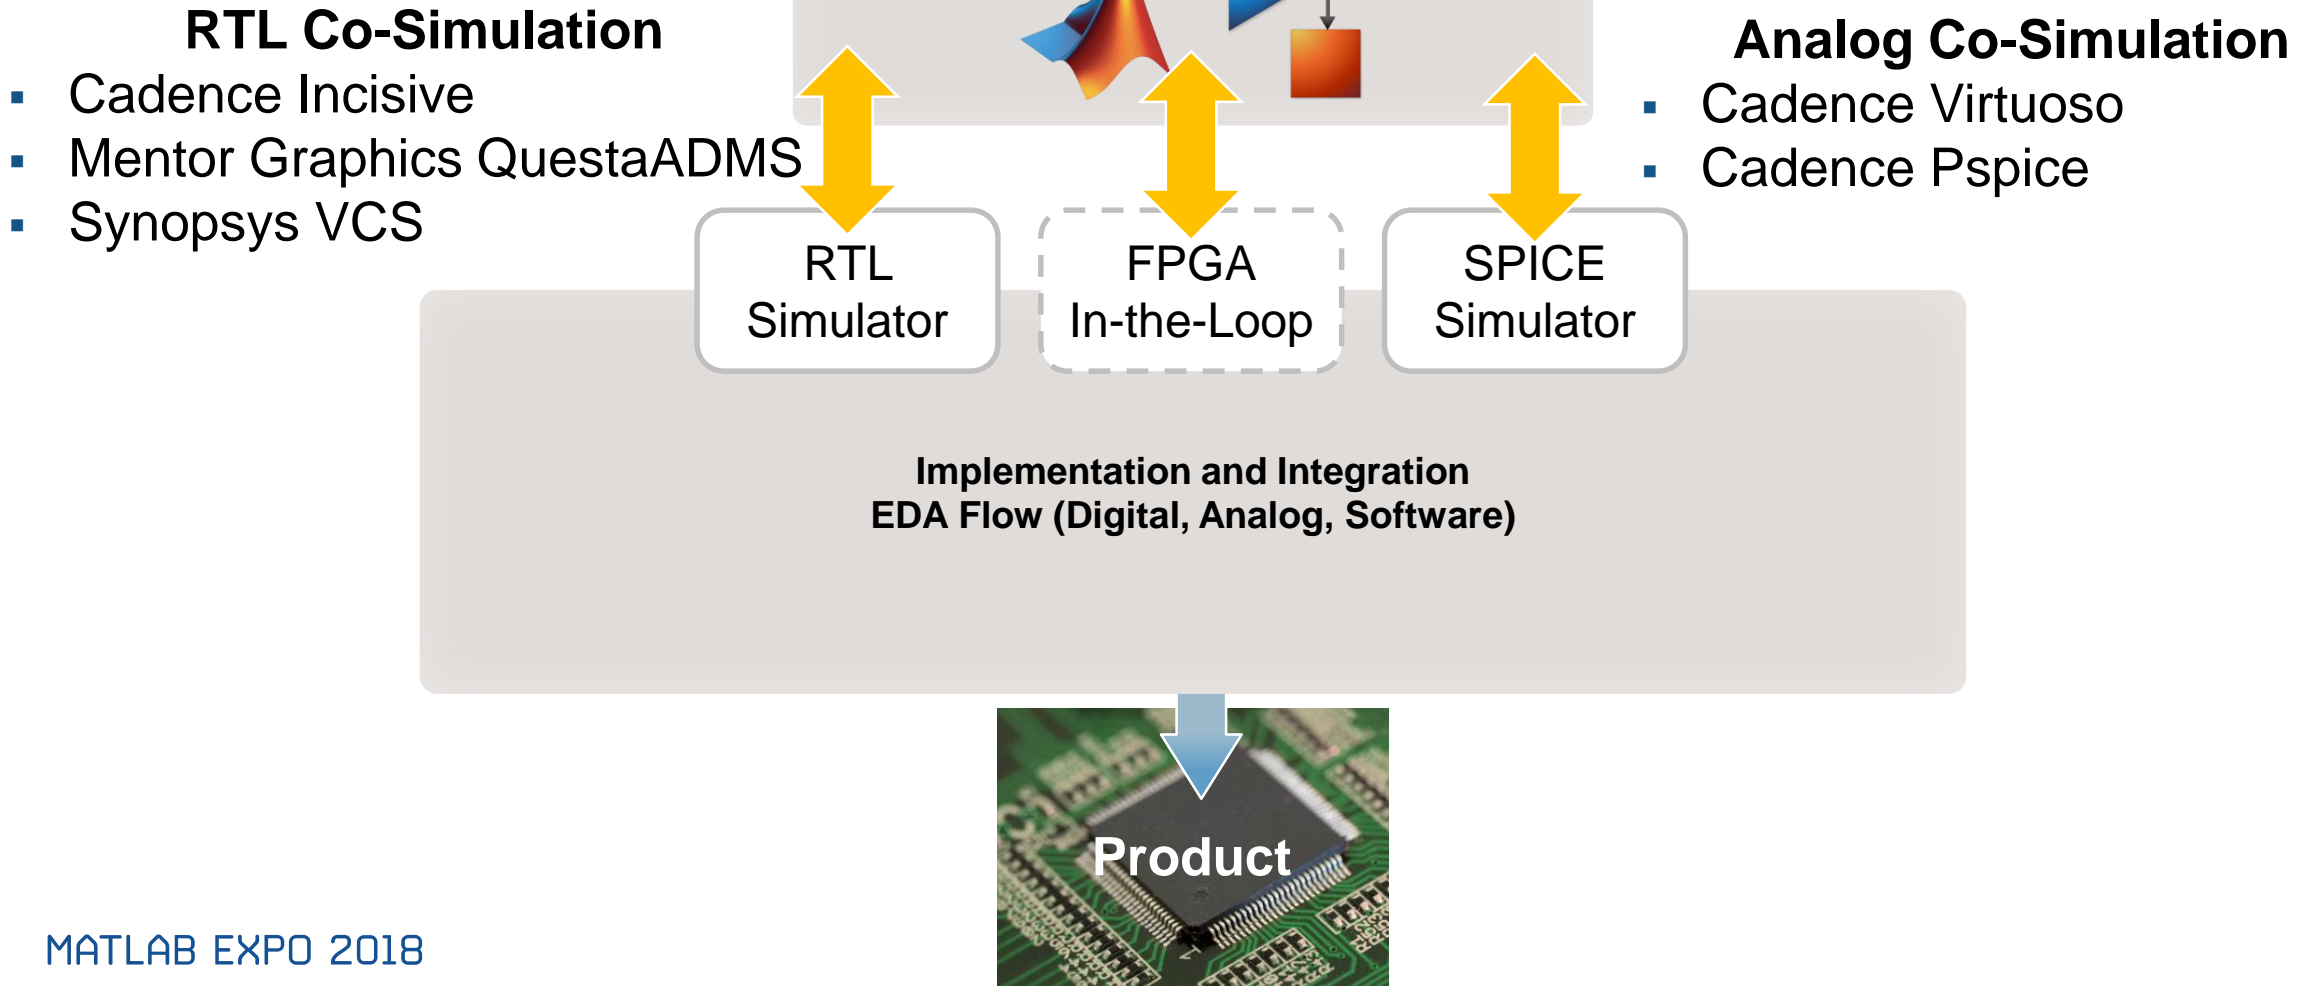 RTL Co-Simulation
▪ Cadence Incisive
▪ Mentor Graphics QuestaADMS
▪ Synopsys VCS
Analog Co-Simulation
▪ Cadence Virtuoso
▪ Cadence Pspice
RTL
Simulator
FPGA
In-the-Loop
SPICE
Simulator
Implementation and Integration
EDA Flow (Digital, Analog, Software)
Product
MATLAB EXPO 2018